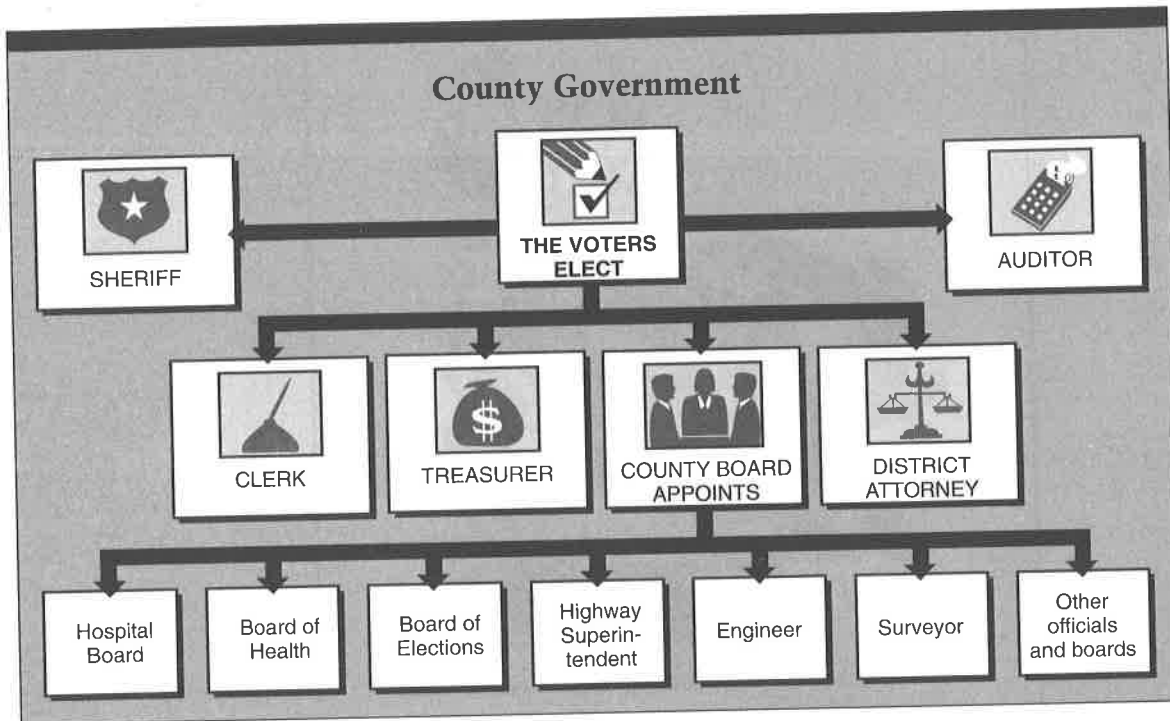 County Government
SHERIFF
THE VOTERS
ELECT
AUDITOR
CLERK
$
TREASURER
COUNTY BOARD
APPOINTS
DISTRICT
ATTORNEY
Hospital
Board
Board of
Health
Board of
Elections
Highway
Superin-
tendent
Engineer
Surveyor
Other
officials
and boards